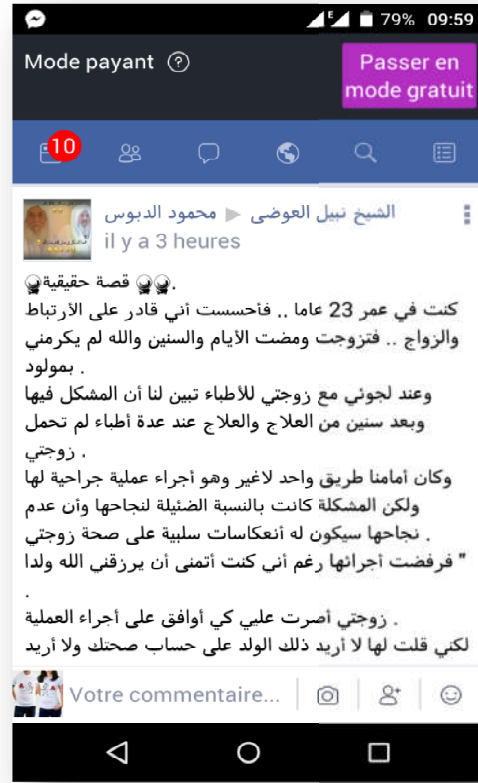 79% 09:59
Mode payant ?
Passer en
mode gratuit
10
الشيخ نبيل العوضى ◀ محمود الدبوس
il y a 3 heures
قصة حقيقية.
كنت في عمر 23 عاما .. فأحسست أني قادر على الأرتباط
والزواج .. فتزوجت ومضت الأيام والسنين والله لم يكرمني
بمولود .
وعند لجوئي مع زوجتي للأطباء تبين لنا أن المشكل فيها
وبعد سنين من العلاج والعلاج عند عدة أطباء لم تحمل
زوجتي .
وكان أمامنا طريق واحد لاغير وهو أجراء عملية جراحية لها
ولكن المشكلة كانت بالنسبة الضئيلة لنجاحها وأن عدم
نجاحها سيكون له أنعكاسات سلبية على صحة زوجتي .
فرفضت أجرائها رغم أني كنت أتمنى أن يرزقني الله ولدا "
.
زوجتي أصرت عليي كي أوافق على أجراء العملية .
لكني قلت لها لا أريد ذلك الولد على حساب صحتك ولا أريد
Votre commentaire...